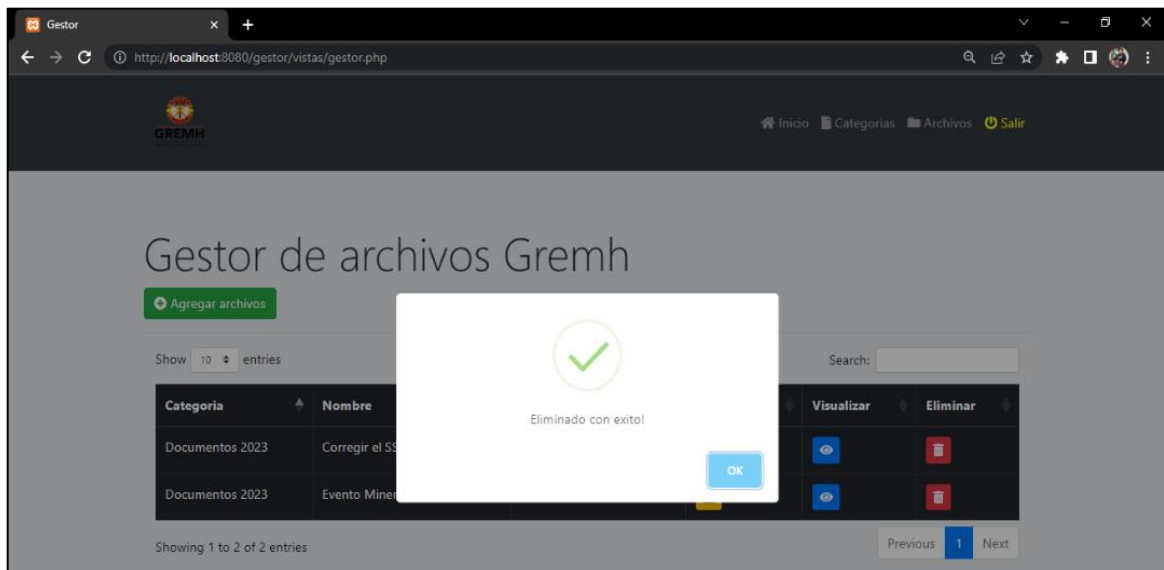 Gestor
http://localhost:8080/gestor/vistas/gestor.php
GREMH
Inicio Categorias Archivos Salir
Gestor de archivos Gremh
Agregar archivos
Show 10 entries Search:
Categoria Nombre Visualizar Eliminar
Documentos 2023 Corregir el
Documentos 2023 Evento
Eliminado con exito!
OK
Showing 1 to 2 of 2 entries Previous 1 Next